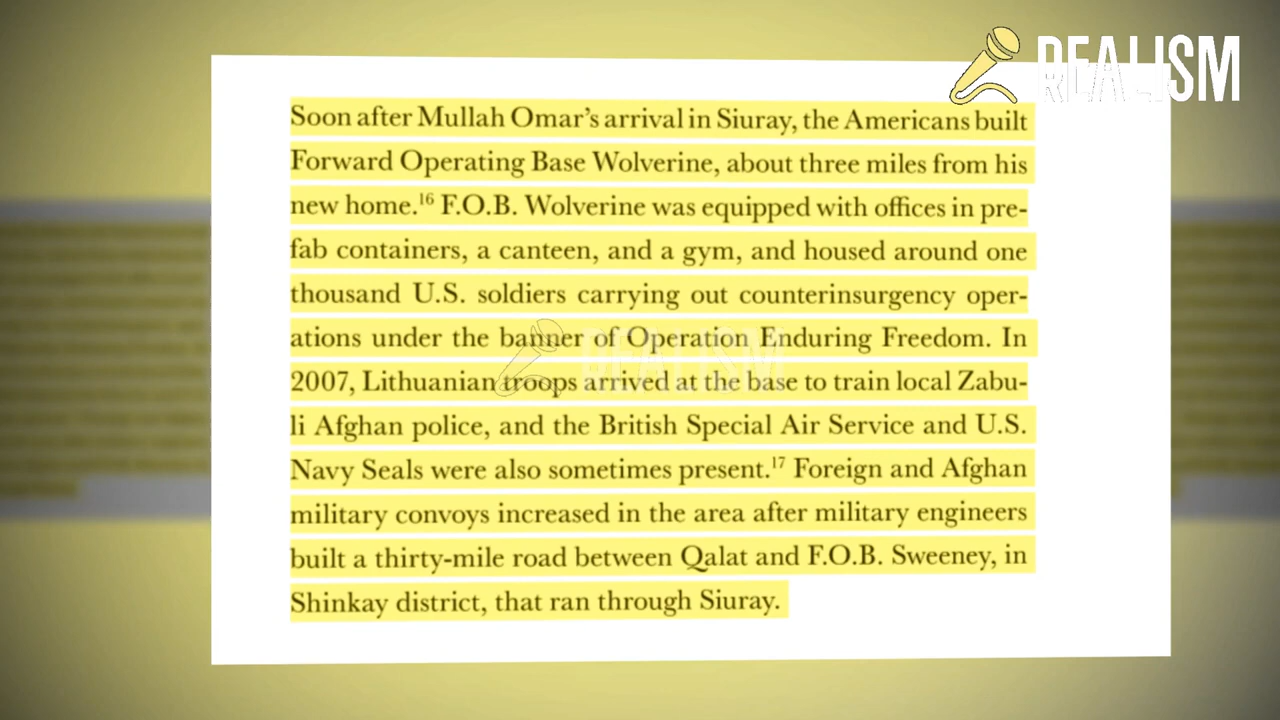 REALISM
Soon after Mullah Omar’s arrival in Siuray, the Americans built
Forward Operating Base Wolverine, about three miles from his
new home.16 F.O.B. Wolverine was equipped with offices in pre-
fab containers, a canteen, and a gym, and housed around one
thousand U.S. soldiers carrying out counterinsurgency oper-
ations under the banner of Operation Enduring Freedom. In
2007, Lithuanian troops arrived at the base to train local Zabu-
li Afghan police, and the British Special Air Service and U.S.
Navy Seals were also sometimes present.17 Foreign and Afghan
military convoys increased in the area after military engineers
built a thirty-mile road between Qalat and F.O.B. Sweeney, in
Shinkay district, that ran through Siuray.
REALISM